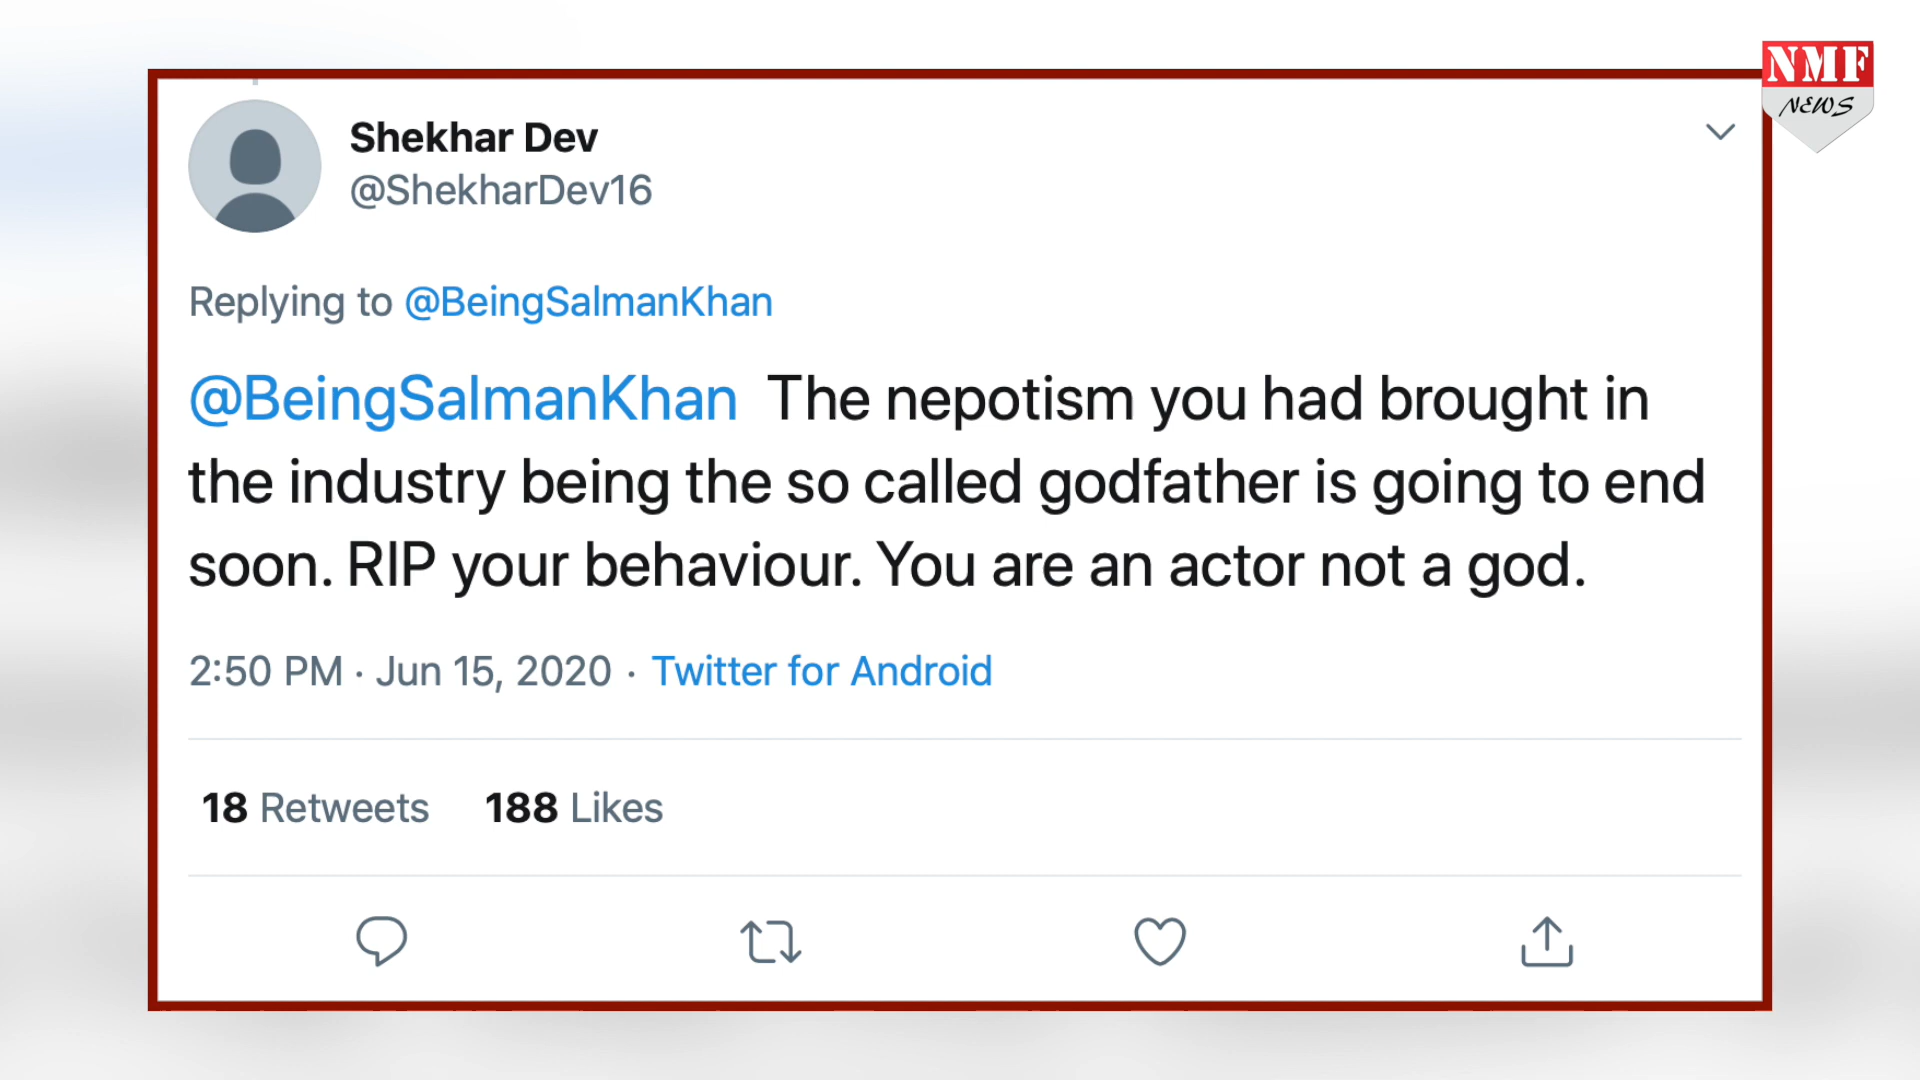 NMF
NEWS
Shekhar Dev
@ShekharDev16
Replying to @BeingSalmanKhan
@BeingSalmanKhan The nepotism you had brought in
the industry being the so called godfather is going to end
soon. RIP your behaviour. You are an actor not a god.
2:50 PM · Jun 15, 2020 · Twitter for Android
18 Retweets 188 Likes